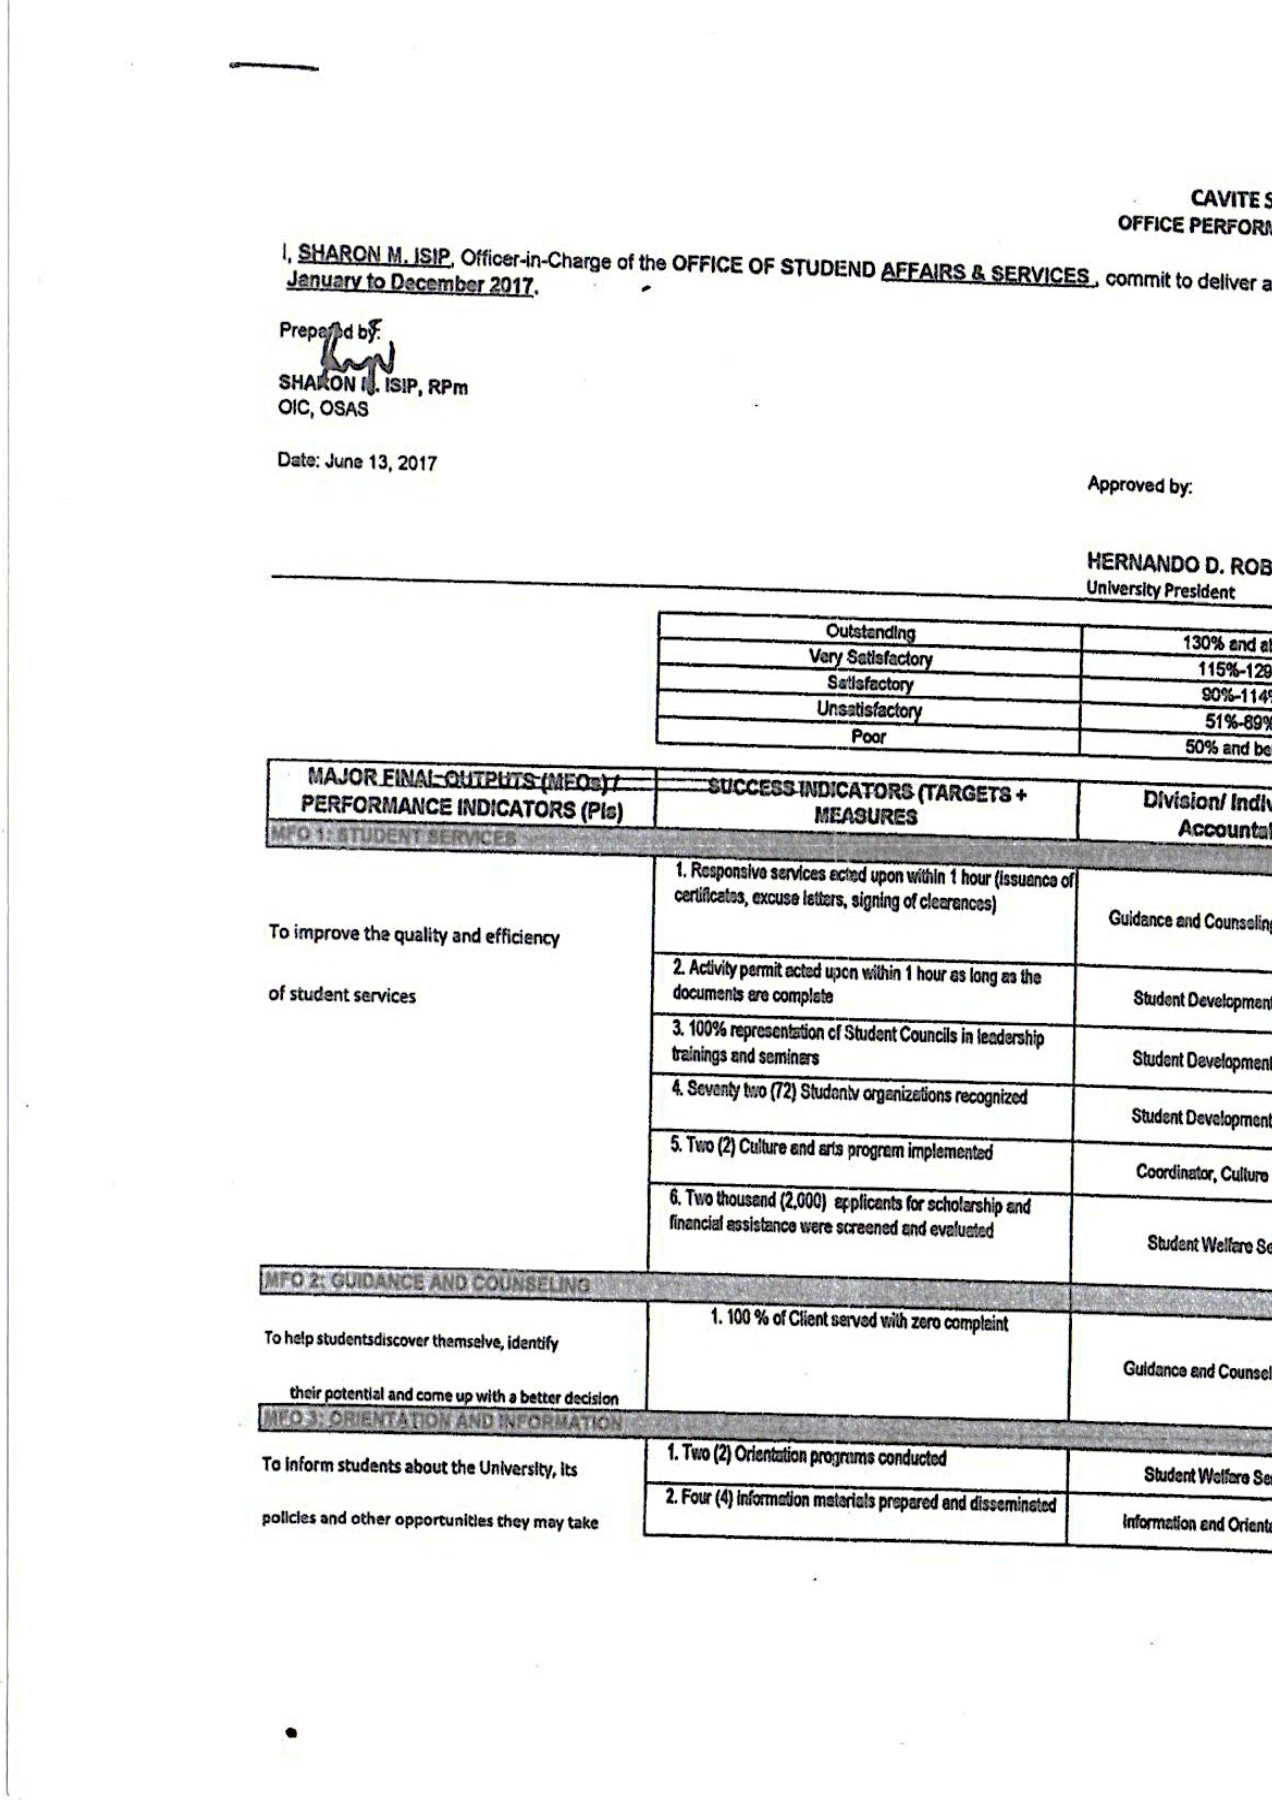 CAVITE S
OFFICE PERFORM
I, SHARON M. ISIP, Officer-in-Charge of the OFFICE OF STUDEND AFFAIRS & SERVICES , commit to deliver a
January to December 2017.
Prepared by:
SHARON M. ISIP, RPm
OIC, OSAS
Date: June 13, 2017
Approved by:
HERNANDO D. ROB
University President
Outstanding 130% and a
Very Satisfactory 115%-129
Satisfactory 90%-114%
Unsatisfactory 51%-89%
Poor 50% and be
MAJOR FINAL OUTPUTS (MFOs) / SUCCESS INDICATORS (TARGETS + Division/ Indiv
PERFORMANCE INDICATORS (PIs) MEASURES Accounta
MFO 1: STUDENT SERVICES
1. Responsive services acted upon within 1 hour (issuance of
certificates, excuse letters, signing of clearances)
Guidance and Counseling
To improve the quality and efficiency
of student services
2. Activity permit acted upon within 1 hour as long as the
documents are complete
Student Development
3. 100% representation of Student Councils in leadership
trainings and seminars
Student Development
4. Seventy two (72) Studentv organizations recognized
Student Development
5. Two (2) Culture and arts program implemented
Coordinator, Culture
6. Two thousand (2,000) applicants for scholarship and
financial assistance were screened and evaluated
Student Welfare Se
MFO 2: GUIDANCE AND COUNSELING
1. 100 % of Client served with zero complaint
To help studentsdiscover themselve, identify
Guidance and Counsel
their potential and come up with a better decision
MFO 3: ORIENTATION AND INFORMATION
1. Two (2) Orientation programs conducted
To inform students about the University, its
Student Welfare Se
2. Four (4) information materials prepared and disseminated
policies and other opportunities they may take
Information and Orienta